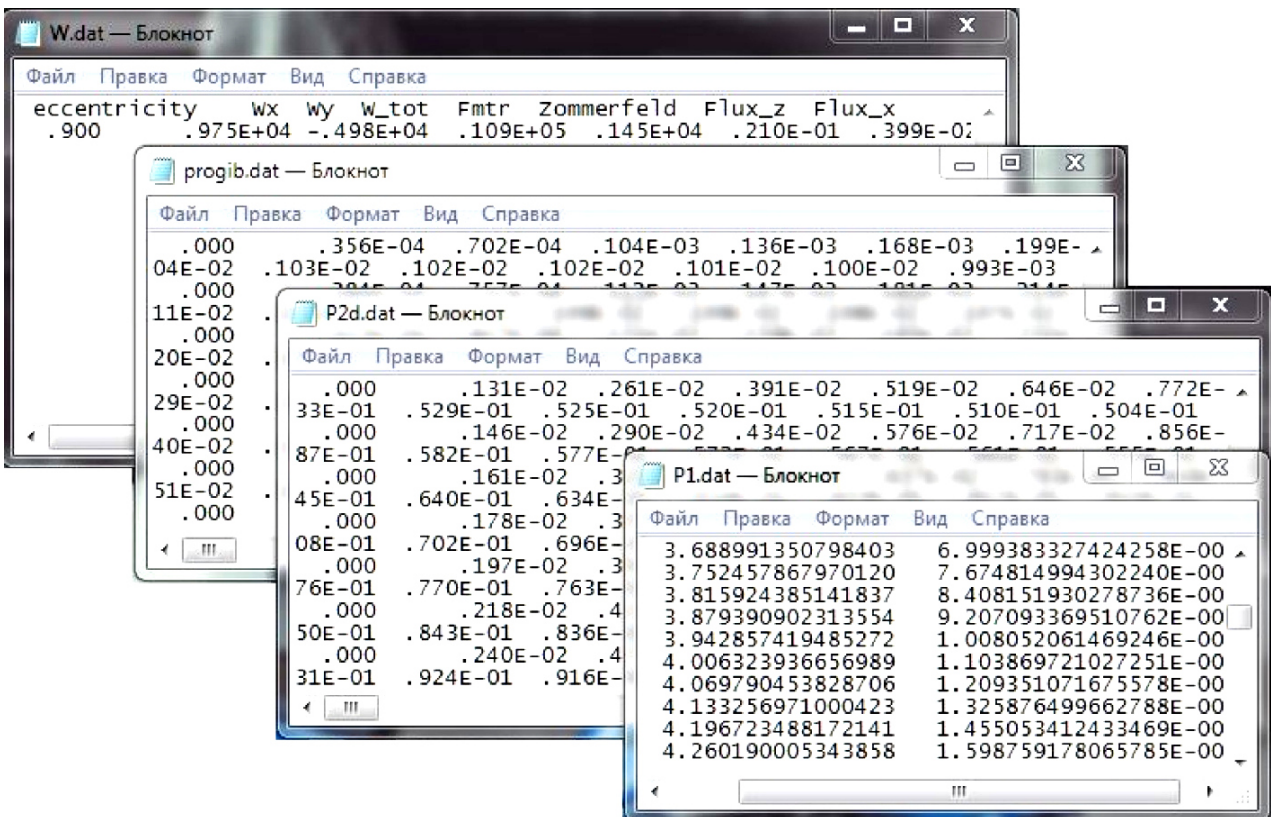 W.dat — Блокнот
Файл Правка Формат Вид Справка
eccentricity Wx Wy W_tot Fmtr Zommerfeld Flux_z Flux_x
.900 .975E+04 -.498E+04 .109E+05 .145E+04 .210E-01 .399E-02
progib.dat — Блокнот
Файл Правка Формат Вид Справка
.000 .356E-04 .702E-04 .104E-03 .136E-03 .168E-03 .199E-
04E-02 .103E-02 .102E-02 .102E-02 .101E-02 .100E-02 .993E-03
.000
11E-02
.000
20E-02
.000
29E-02
.000
40E-02
.000
51E-02
.000
P2d.dat — Блокнот
Файл Правка Формат Вид Справка
.000 .131E-02 .261E-02 .391E-02 .519E-02 .646E-02 .772E-
33E-01 .529E-01 .525E-01 .520E-01 .515E-01 .510E-01 .504E-01
.000 .146E-02 .290E-02 .434E-02 .576E-02 .717E-02 .856E-
87E-01 .582E-01
.000 .161E-02
45E-01 .640E-01 .634E-
.000 .178E-02
08E-01 .702E-01 .696E-
.000 .197E-02
76E-01 .770E-01 .763E-
.000 .218E-02
50E-01 .843E-01 .836E-
.000 .240E-02
31E-01 .924E-01 .916E-
P1.dat — Блокнот
Файл Правка Формат Вид Справка
3.688991350798403 6.999383327424258E-00
3.752457867970120 7.674814994302240E-00
3.815924385141837 8.408151930278736E-00
3.879390902313554 9.207093369510762E-00
3.942857419485272 1.008052061469246E-00
4.006323936656989 1.103869721027251E-00
4.069790453828706 1.209351071675578E-00
4.133256971000423 1.325876499662788E-00
4.196723488172141 1.455053412433469E-00
4.260190005343858 1.598759178065785E-00